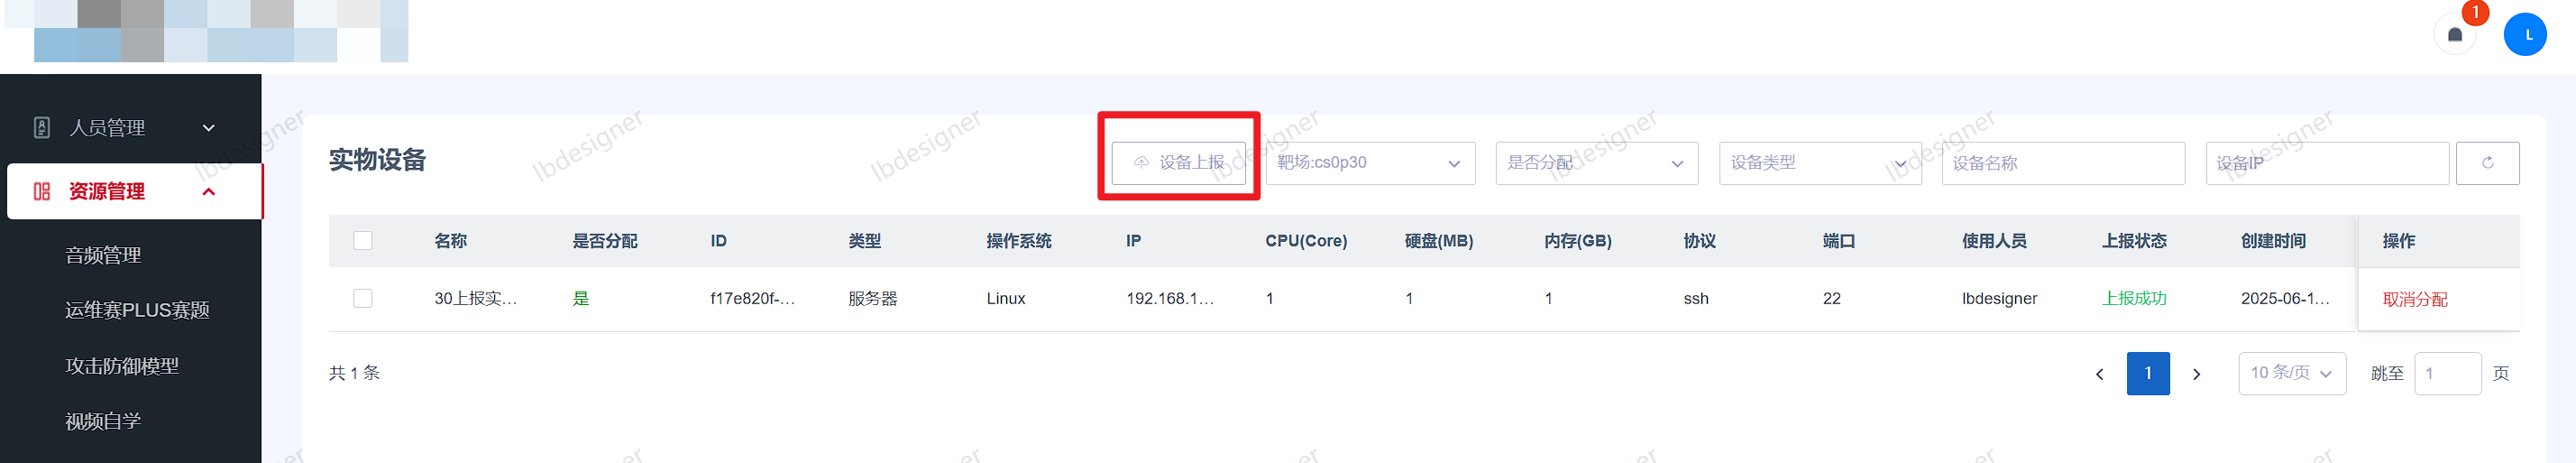 1
L
人员管理
资源管理
音频管理
运维赛PLUS赛题
攻击防御模型
视频自学
实物设备
设备上报 靶场:cs0p30 是否分配 设备类型 设备名称 设备IP
名称 是否分配 ID 类型 操作系统 IP CPU(Core) 硬盘(MB) 内存(GB) 协议 端口 使用人员 上报状态 创建时间 操作
30上报实... 是 f17e820f-... 服务器 Linux 192.168.1... 1 1 1 ssh 22 lbdesigner 上报成功 2025-06-1... 取消分配
共 1 条
1 10 条/页 跳至 1 页
lbdesigner lbdesigner lbdesigner lbdesigner lbdesigner lbdesigner lbdesigner